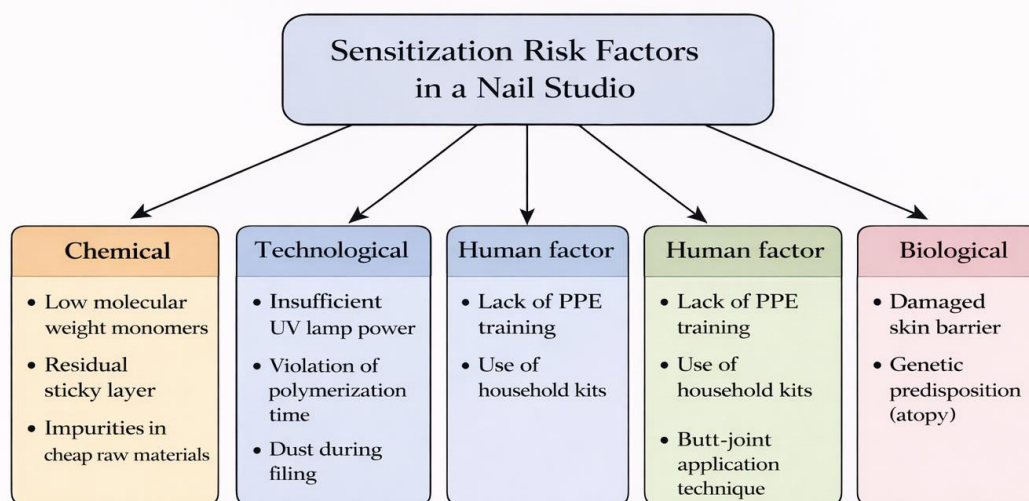 Sensitization Risk Factors
in a Nail Studio
Chemical
• Low molecular
weight monomers
• Residual
sticky layer
• Impurities in
cheap raw materials
Technological
• Insufficient
UV lamp power
• Violation of
polymerization
time
• Dust during
filing
Human factor
• Lack of PPE
training
• Use of
household kits
Human factor
• Lack of PPE
training
• Use of
household kits
• Butt-joint
application
technique
Biological
• Damaged
skin barrier
• Genetic
predisposition
(atopy)